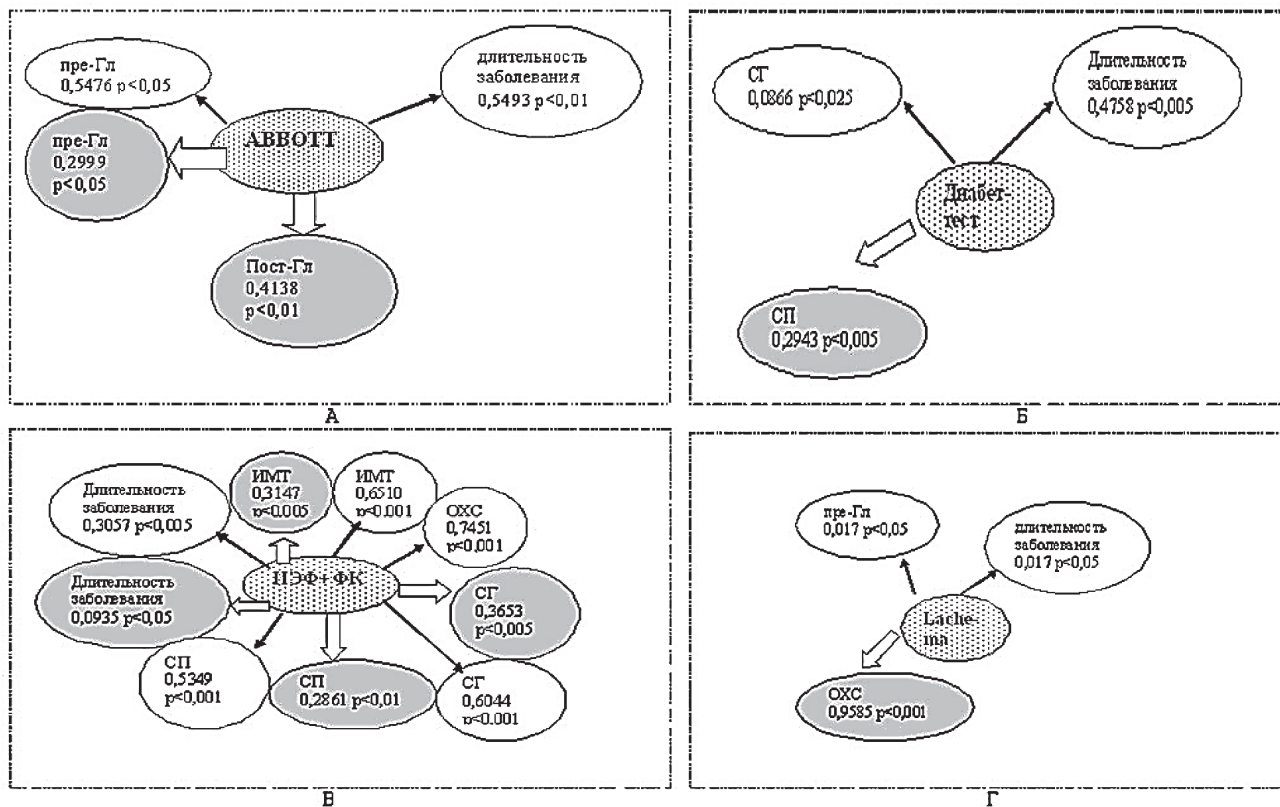 пре-Гл
0,5476 p<0,05
длительность
заболевания
0,5493 p<0,01
ABBOTT
пре-Гл
0,2999
p<0,05
Пост-Гл
0,4138
p<0,01
А
СГ
0,0866 p<0,025
Длительность
заболевания
0,4758 p<0,005
Диабет-
тест
СП
0,2943 p<0,005
Б
Длительность
заболевания
0,3057 p<0,005
ИМТ
0,3147
p<0.005
ИМТ
0,6510
p<0.001
ОХС
0,7451
p<0.001
Длительность
заболевания
0,0935 p<0,05
СГ
0,3653
p<0,005
СП
0,5349
p<0,001
СП
0,2861 p<0,01
СГ
0,6044
p<0.001
В
пре-Гл
0,017 p<0,05
длительность
заболевания
0,017 p<0,05
Lache-
ma
ОХС
0,9585 p<0,001
Г